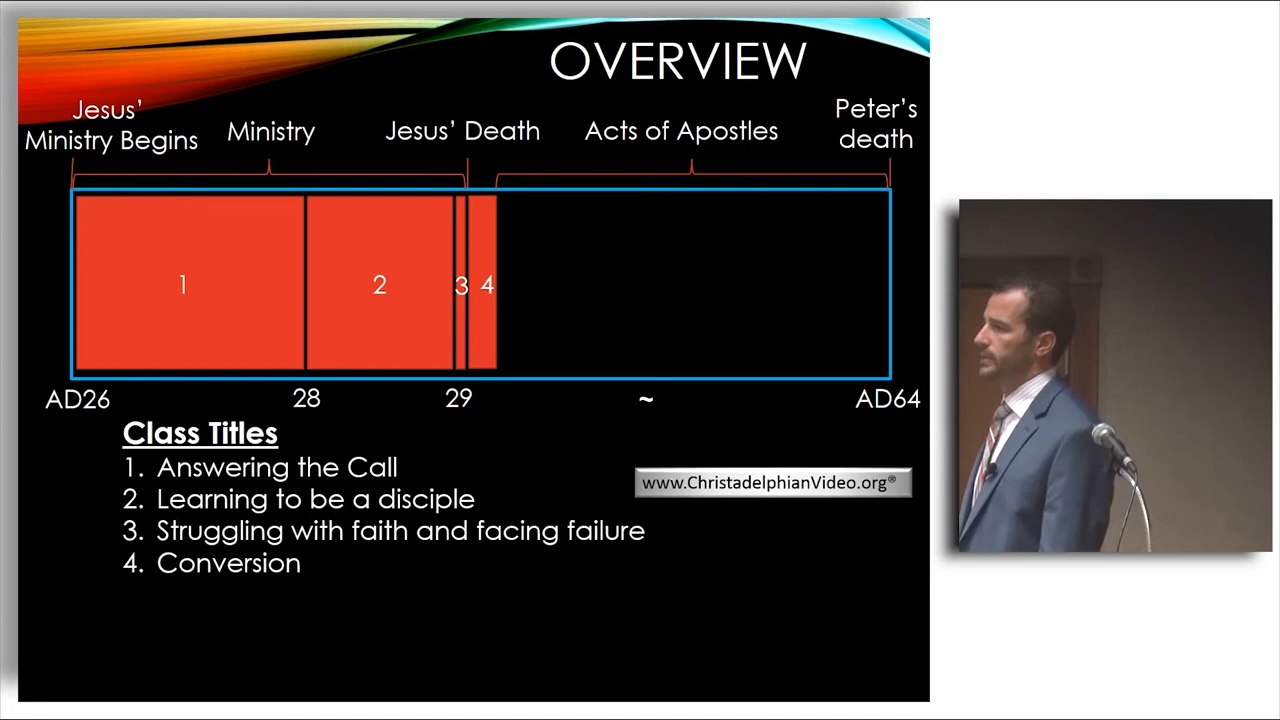 OVERVIEW
Jesus’
Ministry Begins
Ministry
Jesus’ Death
Acts of Apostles
Peter’s
death
1
2
3
4
AD26
28
29
~
AD64
Class Titles
1. Answering the Call
2. Learning to be a disciple
3. Struggling with faith and facing failure
4. Conversion
www.ChristadelphianVideo.org®